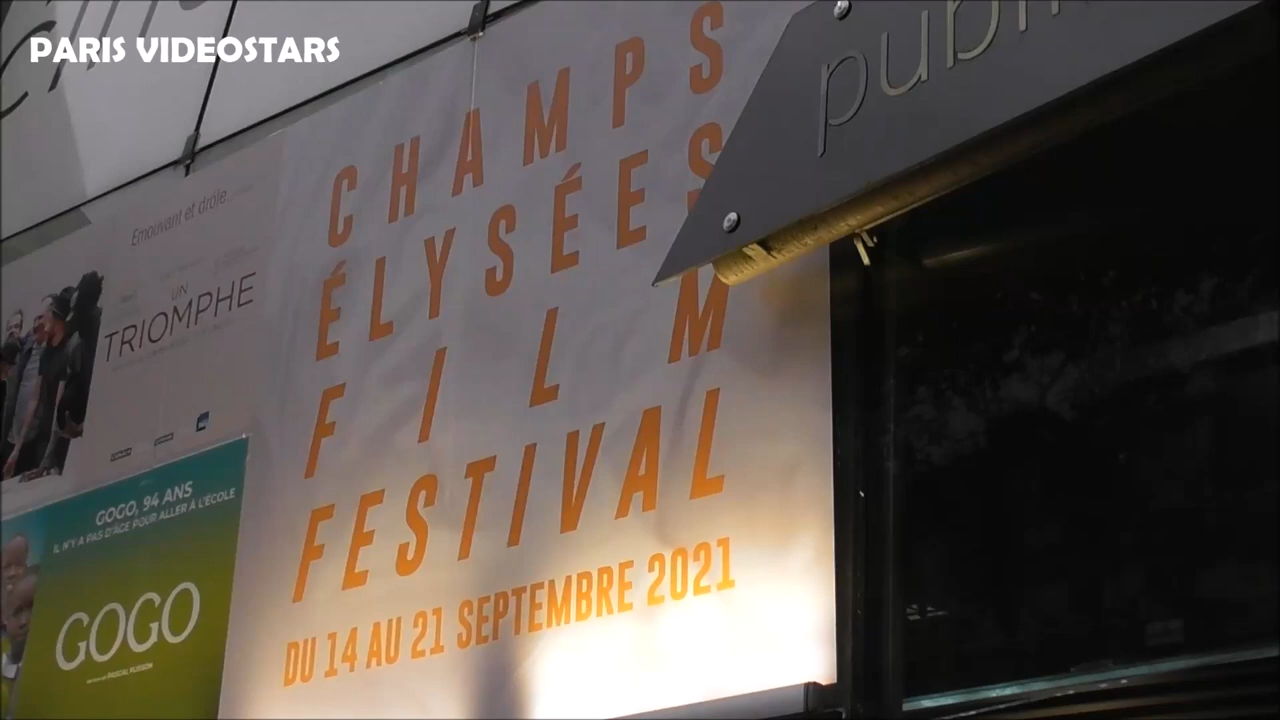 PARIS VIDEOSTARS
publi
CHAMPS
ÉLYSÉES
FILM
FESTIVAL
DU 14 AU 21 SEPTEMBRE 2021
Emouvant et drôle
UN
TRIOMPHE
GOGO, 94 ANS
IL N'Y A PAS D'ÂGE POUR ALLER À L'ÉCOLE
GOGO